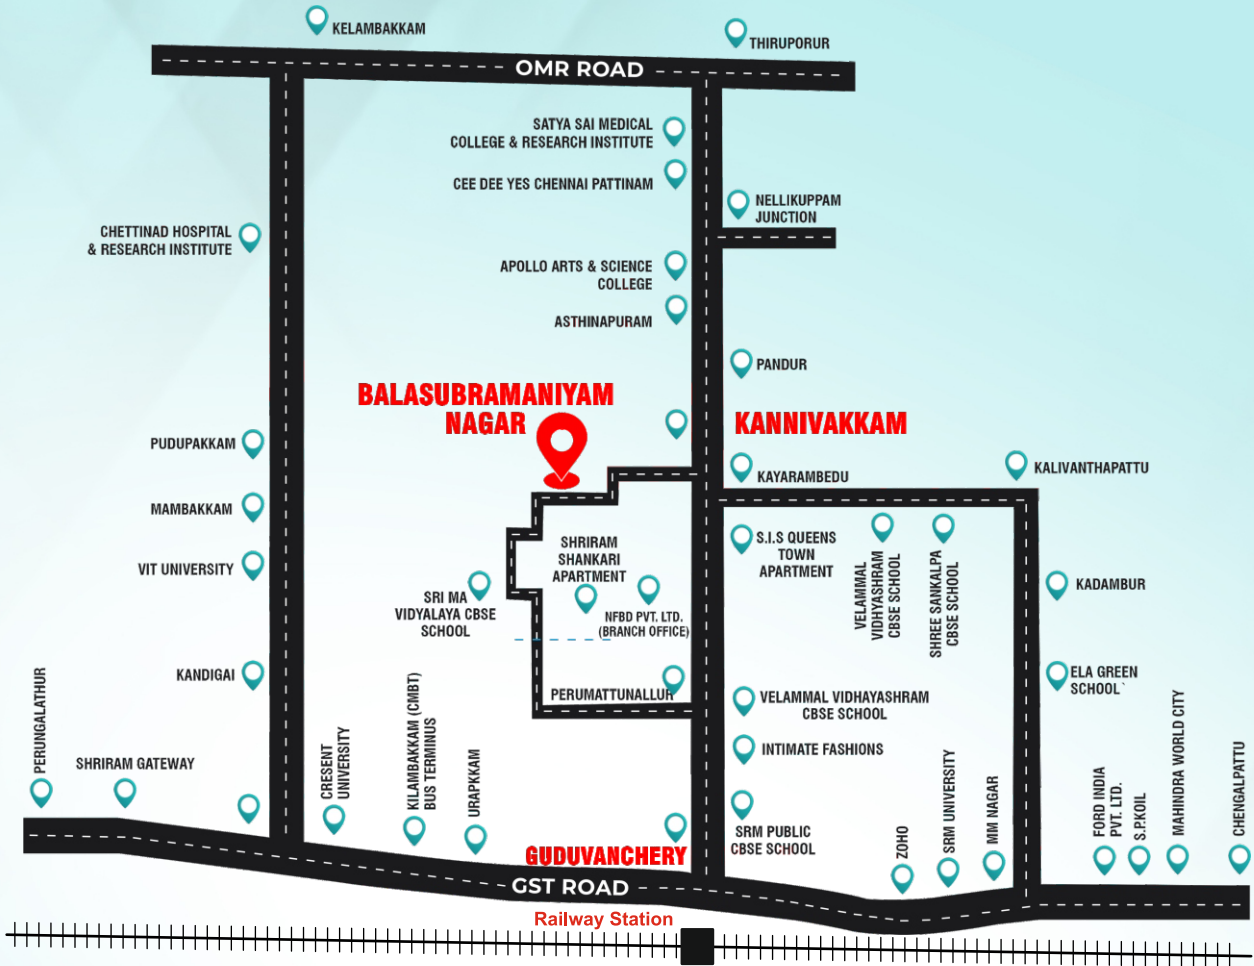 KELAMBAKKAM
THIRUPORUR
OMR ROAD
SATYA SAI MEDICAL
COLLEGE & RESEARCH INSTITUTE
CEE DEE YES CHENNAI PATTINAM
NELLIKUPPAM
JUNCTION
CHETTINAD HOSPITAL
& RESEARCH INSTITUTE
APOLLO ARTS & SCIENCE
COLLEGE
ASTHINAPURAM
PANDUR
BALASUBRAMANIYAM
NAGAR
KANNIVAKKAM
PUDUPAKKAM
KAYARAMBEDU
KALIVANTHAPATTU
MAMBAKKAM
VIT UNIVERSITY
SHRIRAM
SHANKARI
APARTMENT
S.I.S QUEENS
TOWN
APARTMENT
VELAMMAL
VIDHYASHRAM
CBSE SCHOOL
SHREE SANKALPA
CBSE SCHOOL
KADAMBUR
SRI MA
VIDYALAYA CBSE
SCHOOL
NFBD PVT. LTD.
(BRANCH OFFICE)
KANDIGAI
PERUMATTUNALLUR
VELAMMAL VIDHAYASHRAM
CBSE SCHOOL
ELA GREEN
SCHOOL`
INTIMATE FASHIONS
PERUNGALATHUR
SHRIRAM GATEWAY
CRESENT
UNIVERSITY
KILAMBAKKAM (CMBT)
BUS TERMINUS
URAPKKAM
GUDUVANCHERY
SRM PUBLIC
CBSE SCHOOL
ZOHO
SRM UNIVERSITY
MM NAGAR
FORD INDIA
PVT. LTD.
S.P.KOIL
MAHINDRA WORLD CITY
CHENGALPATTU
GST ROAD
Railway Station